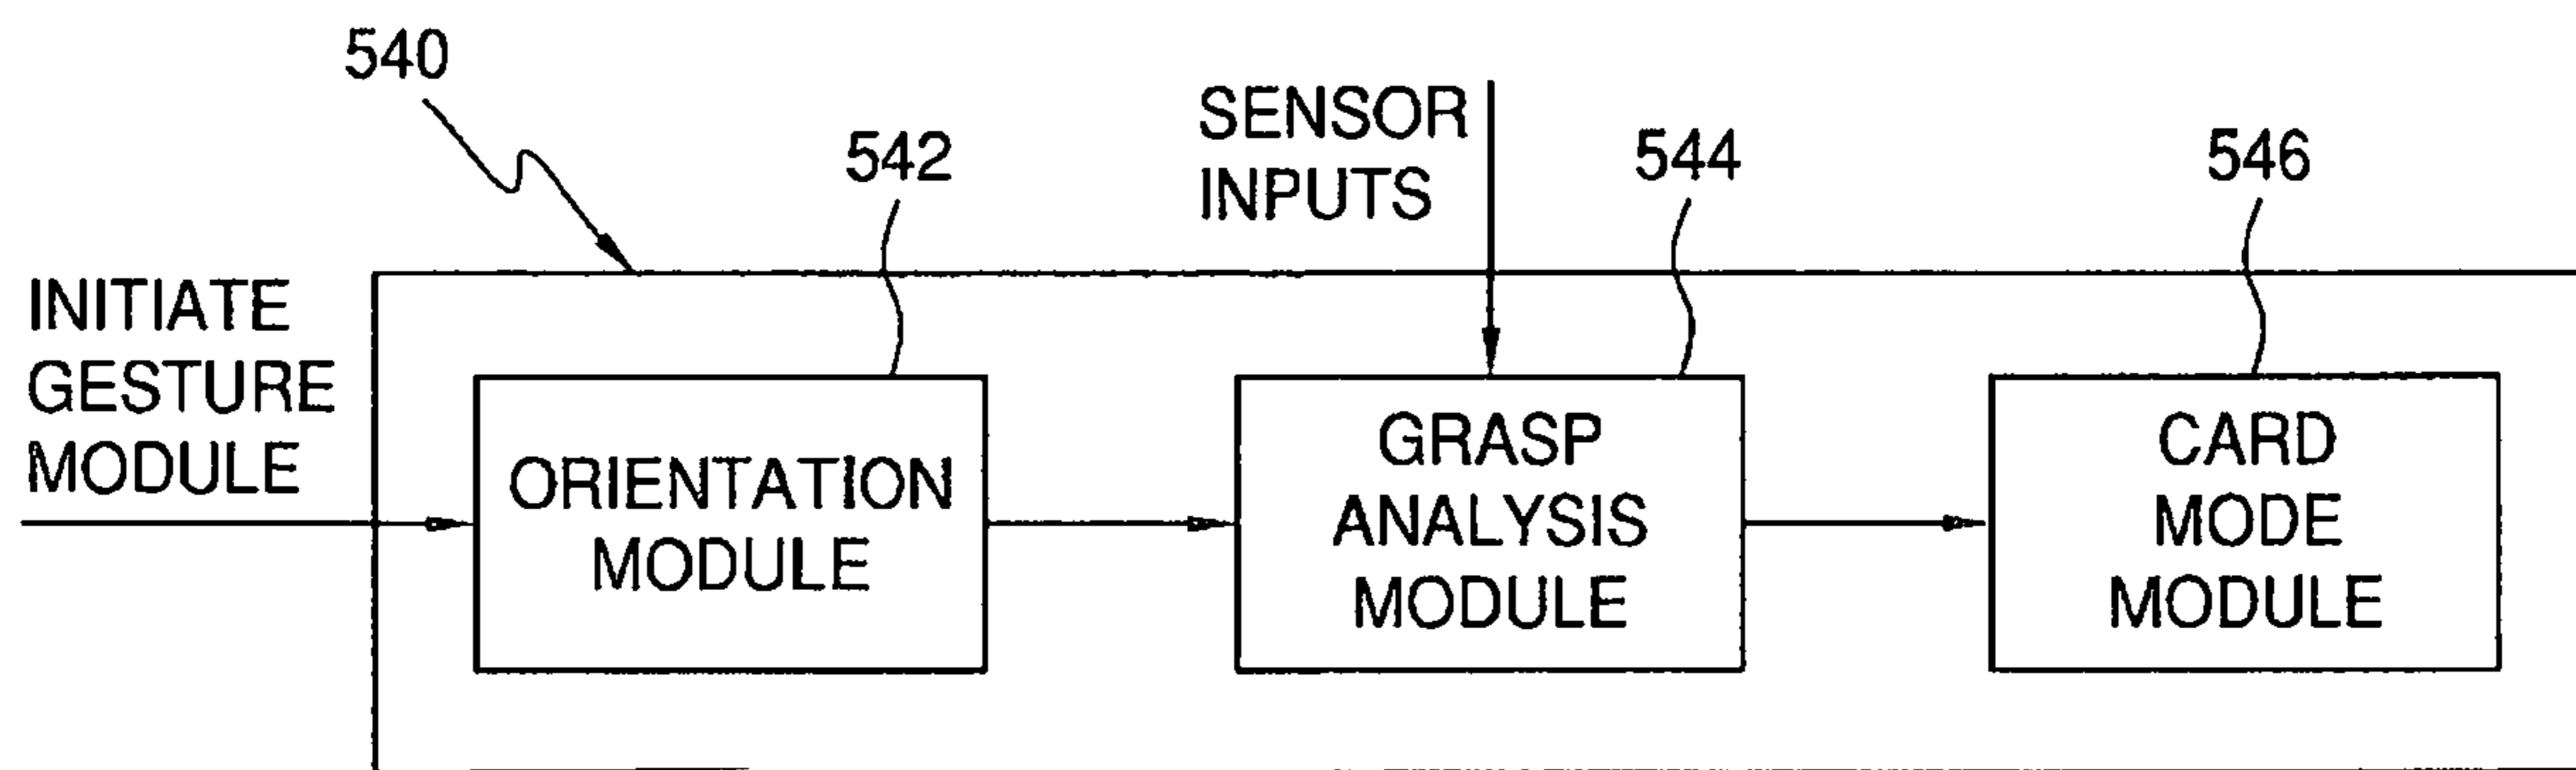 540
542
SENSOR
INPUTS
544
546
INITIATE
GESTURE
MODULE
ORIENTATION
MODULE
GRASP
ANALYSIS
MODULE
CARD
MODE
MODULE